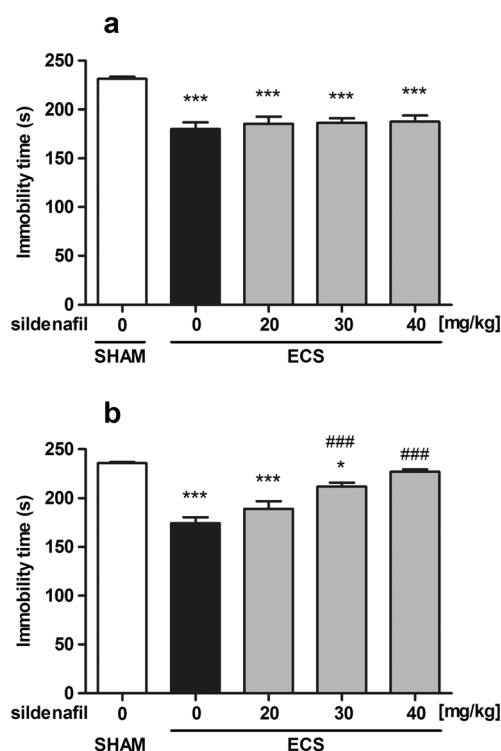 a
Immobility time (s)
250
200
150
100
50
0
*** *** *** ***
sildenafil 0 0 20 30 40 [mg/kg]
SHAM ECS
b
Immobility time (s)
250
200
150
100
50
0
### ###
*** *** *
sildenafil 0 0 20 30 40 [mg/kg]
SHAM ECS